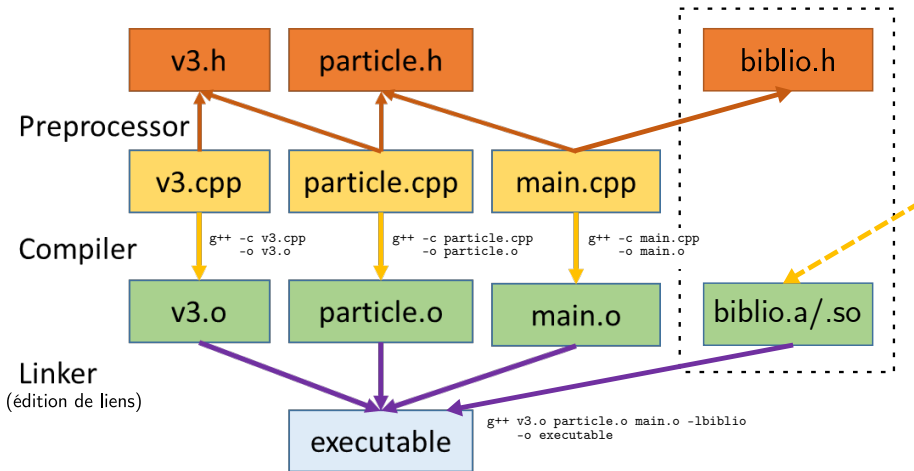 v3.h
particle.h
biblio.h
Preprocessor
v3.cpp
particle.cpp
main.cpp
Compiler
g++ -c v3.cpp
-o v3.o
g++ -c particle.cpp
-o particle.o
g++ -c main.cpp
-o main.o
v3.o
particle.o
main.o
biblio.a/.so
Linker
(édition de liens)
executable
g++ v3.o particle.o main.o -lbiblio
-o executable